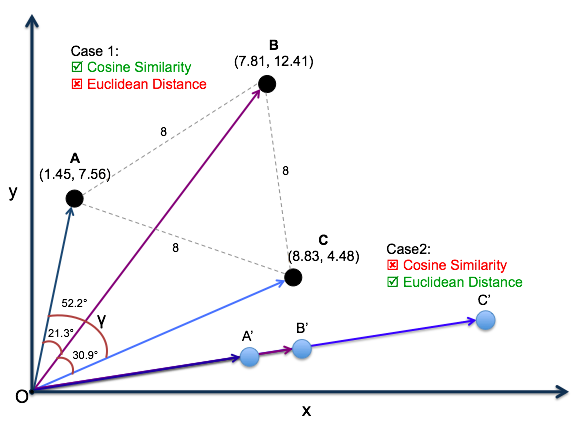 Case 1:
☑ Cosine Similarity
☒ Euclidean Distance
B
(7.81, 12.41)
8
A
(1.45, 7.56)
y
8
8
C
(8.83, 4.48)
Case2:
☒ Cosine Similarity
☑ Euclidean Distance
52.2°
γ
21.3°
30.9°
A'
B'
C'
O
x